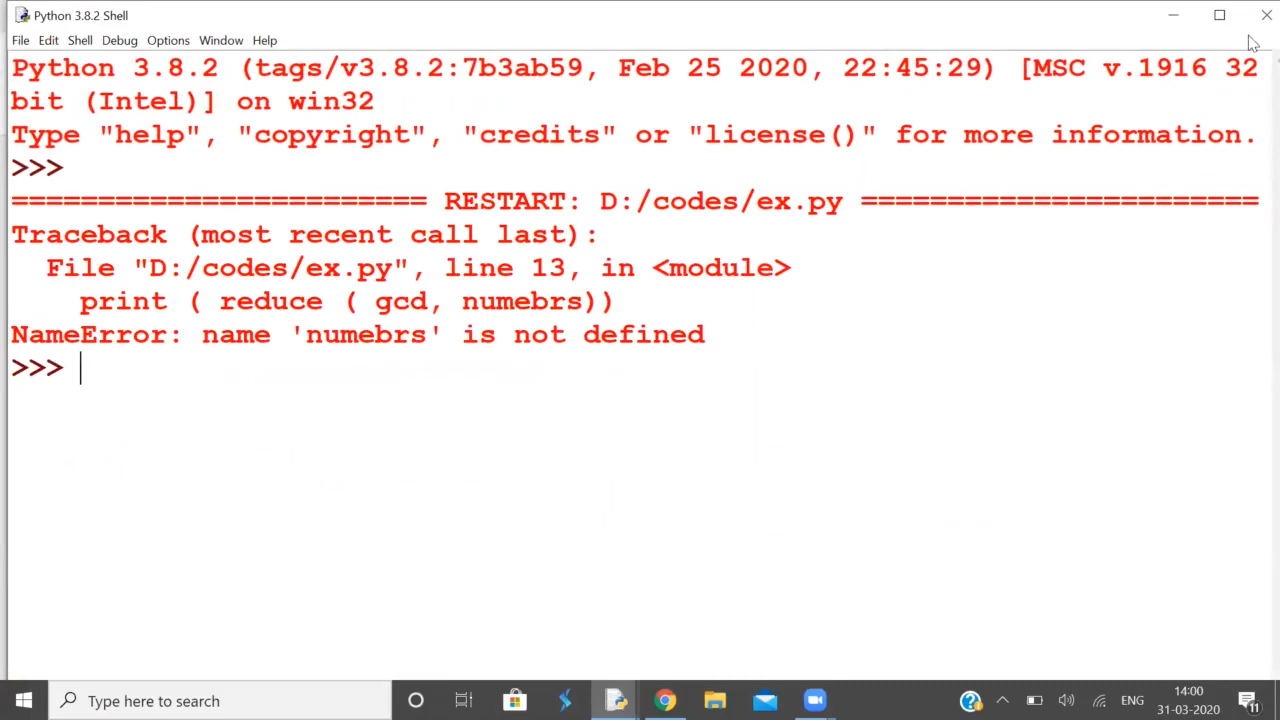 Python 3.8.2 Shell
File Edit Shell Debug Options Window Help
Python 3.8.2 (tags/v3.8.2:7b3ab59, Feb 25 2020, 22:45:29) [MSC v.1916 32
bit (Intel)] on win32
Type "help", "copyright", "credits" or "license()" for more information.
>>>
======================== RESTART: D:/codes/ex.py =======================
Traceback (most recent call last):
  File "D:/codes/ex.py", line 13, in <module>
    print ( reduce ( gcd, numebrs))
NameError: name 'numebrs' is not defined
>>>
Type here to search
ENG
14:00
31-03-2020
11